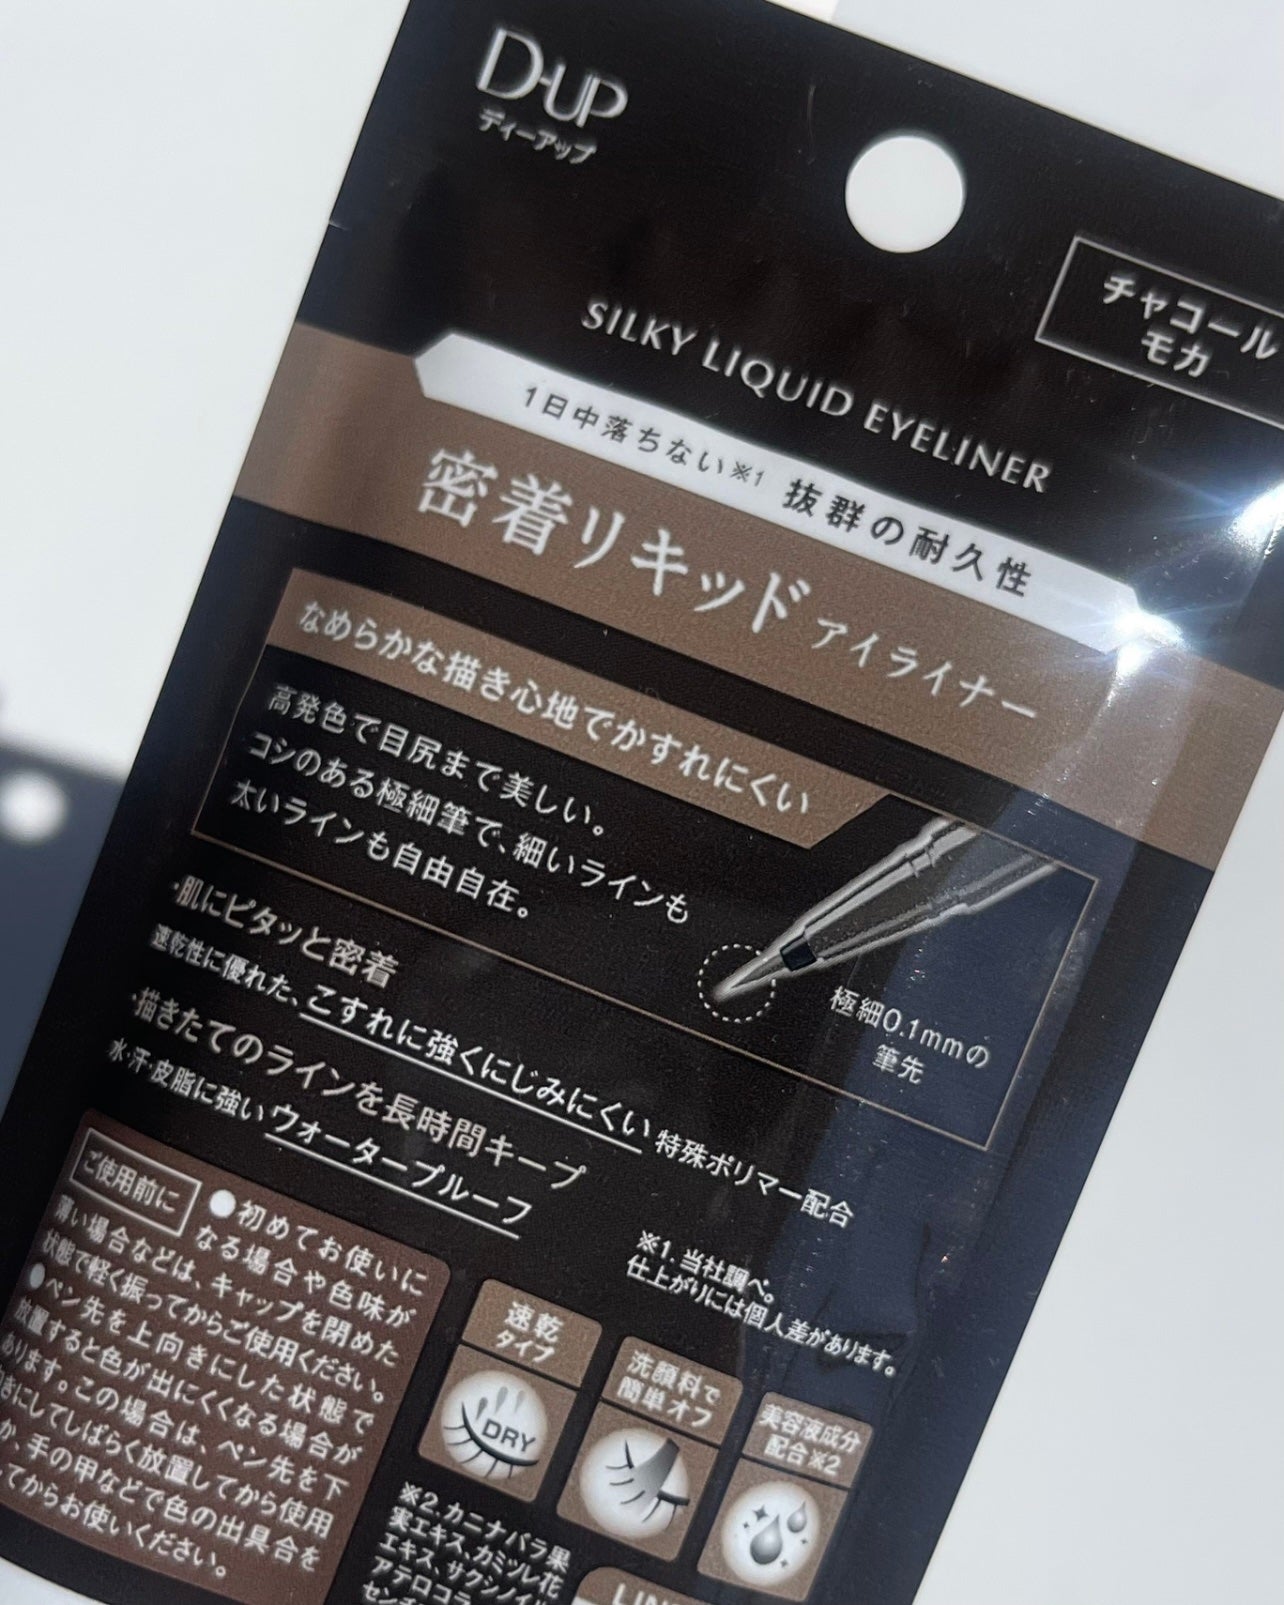 D-UP
ディーアップ
チャコール
モカ
SILKY LIQUID EYELINER
1日中落ちない※1 抜群の耐久性
密着リキッドアイライナー
なめらかな描き心地でかすれにくい
高発色で目尻まで美しい。
コシのある極細筆で、細いラインも
太いラインも自由自在。
極細0.1mmの
筆先
・肌にピタッと密着
速乾性に優れた、こすれに強くにじみにくい特殊ポリマー配合
・描きたてのラインを長時間キープ
水・汗・皮脂に強いウォータープルーフ
※1. 当社調べ。
仕上がりには個人差があります。
ご使用前に
●初めてお使いに
なる場合や色味が
薄い場合などは、キャップを閉めた
状態で軽く振ってからご使用ください。
●ペン先を上向きにした状態で
放置すると色が出にくくなる場合が
あります。この場合は、ペン先を下
きにしてしばらく放置してから使用
か、手の甲などで色の出具合を
てからお使いください。
速乾
タイプ
DRY
洗顔料で
簡単オフ
美容液成分
配合※2
※2. カニナバラ果
実エキス、カミツレ花
エキス、サクシノイル
アテロコラ
センチ